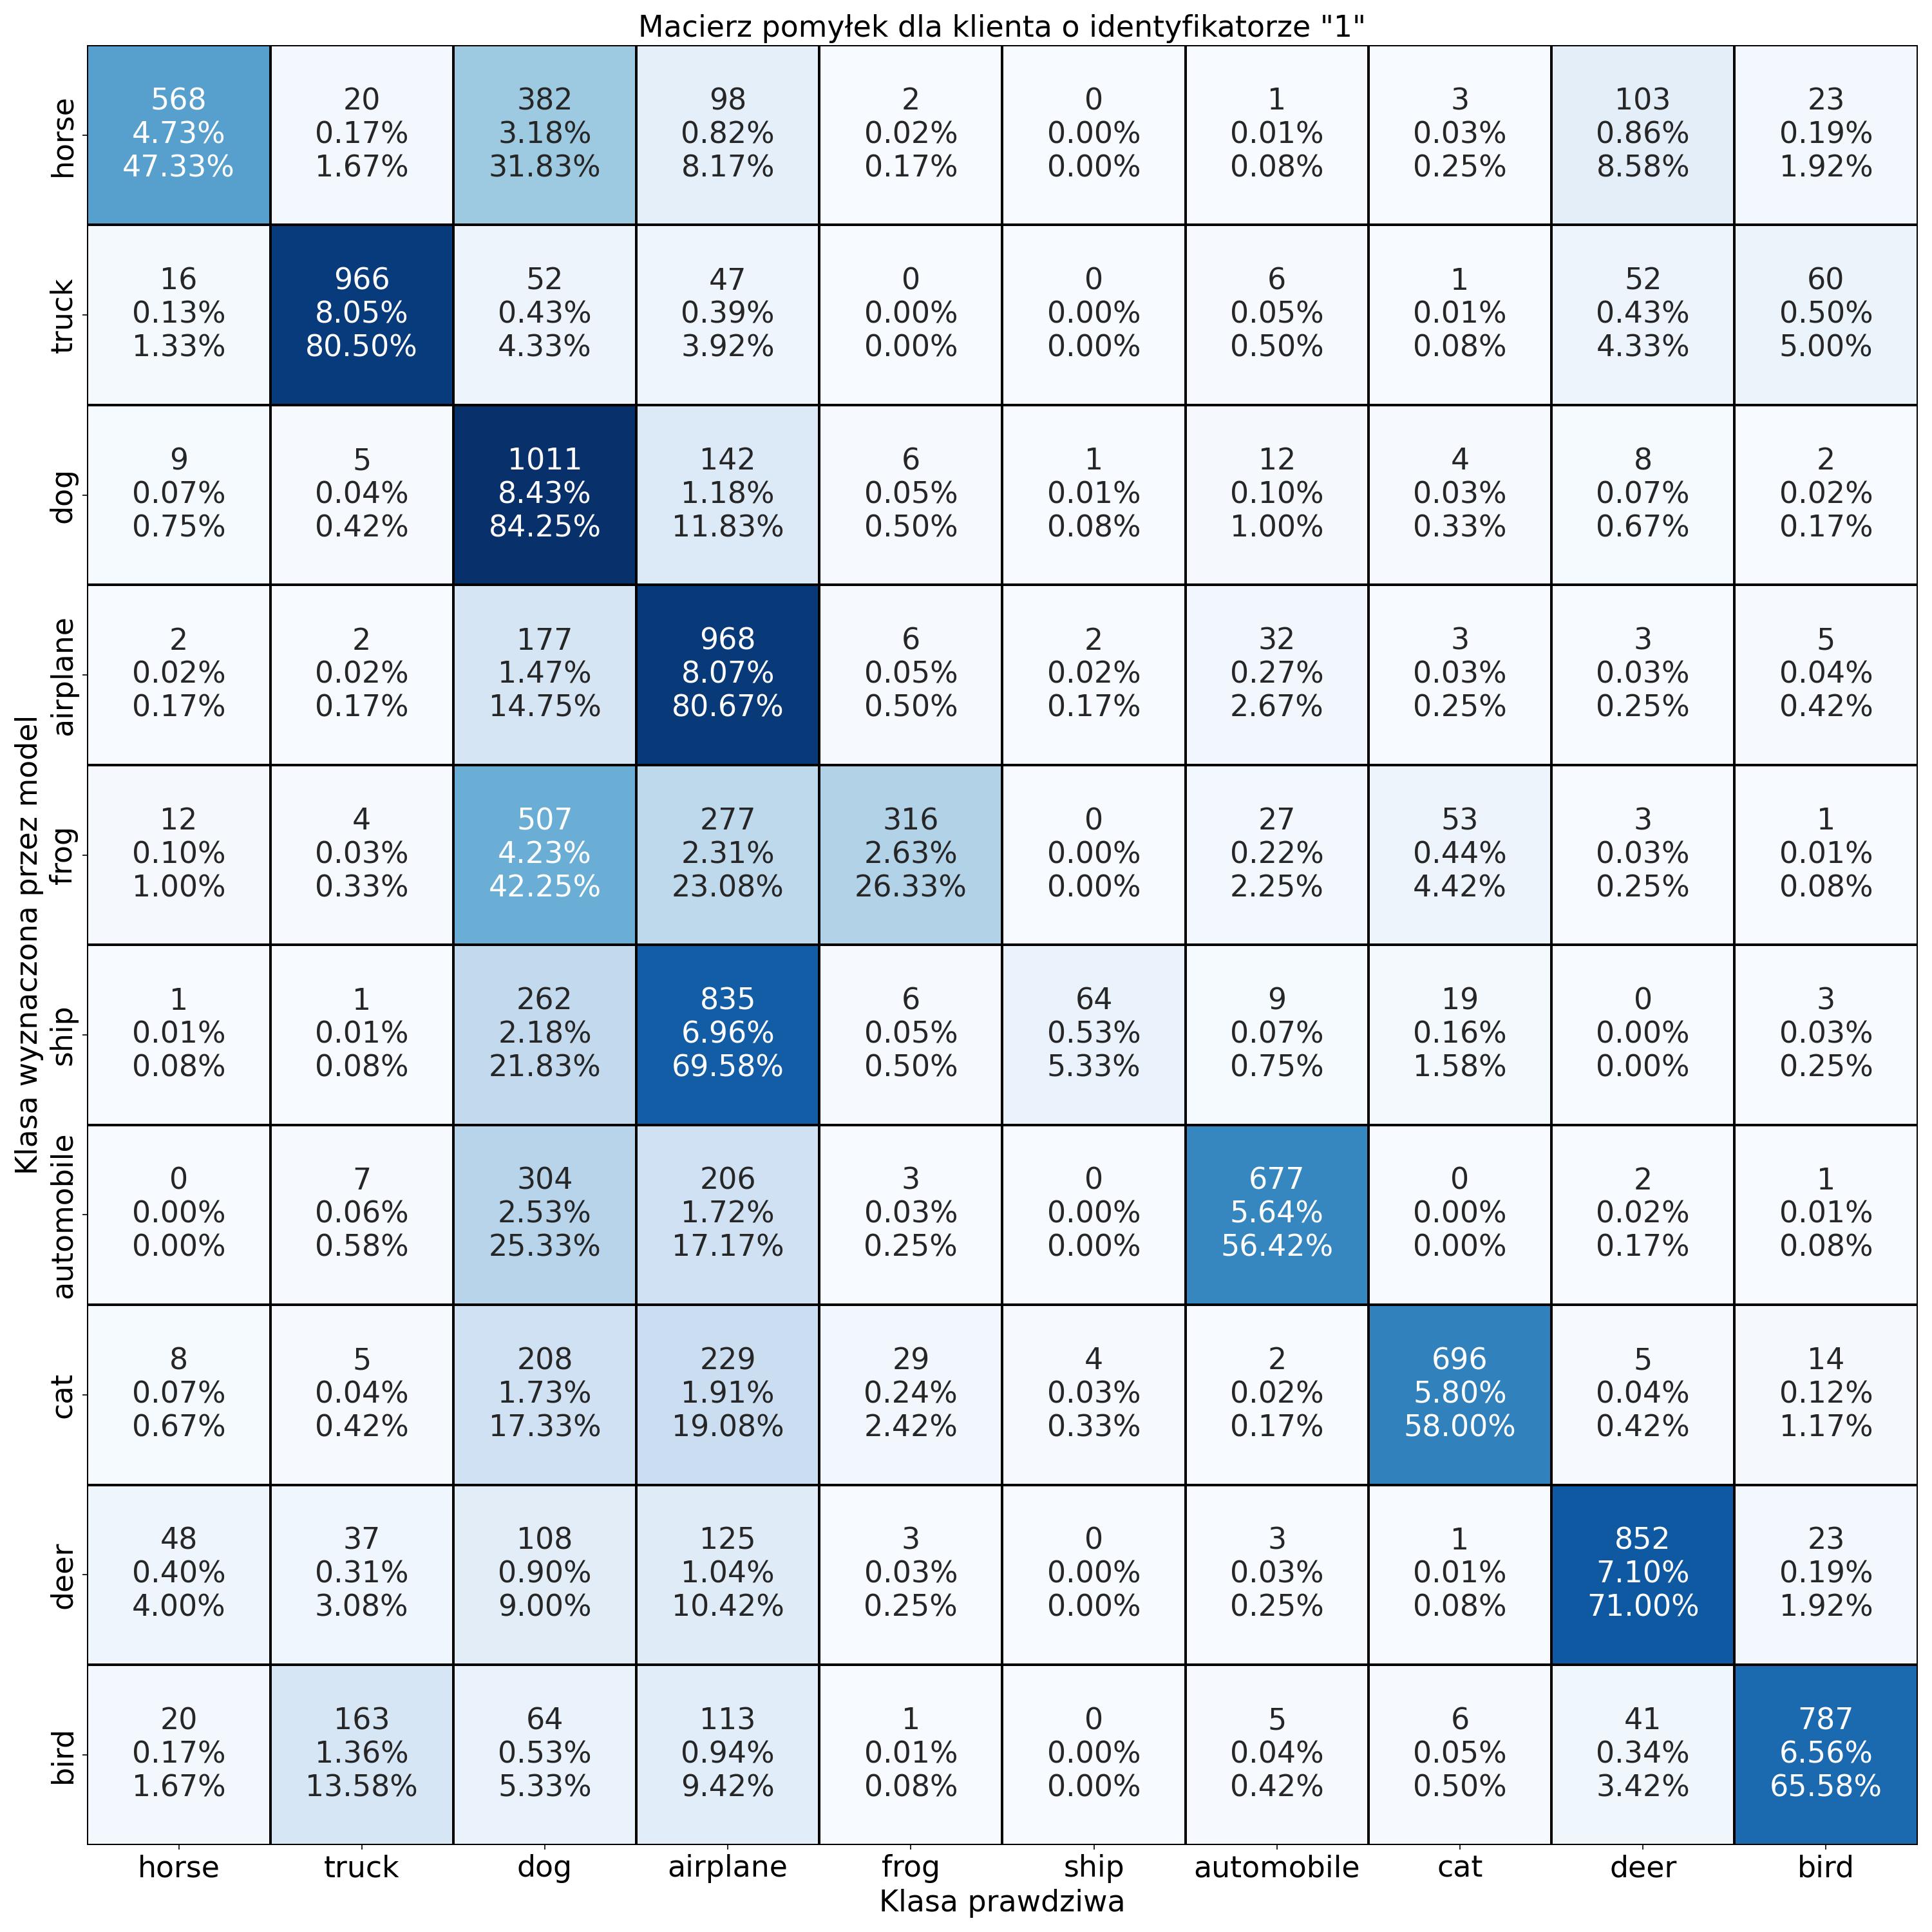 Macierz pomyłek dla klienta o identyfikatorze "1"
Klasa wyznaczona przez model
horse
568 20 382 98 2 0 1 3 103 23
4.73% 0.17% 3.18% 0.82% 0.02% 0.00% 0.01% 0.03% 0.86% 0.19%
47.33% 1.67% 31.83% 8.17% 0.17% 0.00% 0.08% 0.25% 8.58% 1.92%
truck
16 966 52 47 0 0 6 1 52 60
0.13% 8.05% 0.43% 0.39% 0.00% 0.00% 0.05% 0.01% 0.43% 0.50%
1.33% 80.50% 4.33% 3.92% 0.00% 0.00% 0.50% 0.08% 4.33% 5.00%
dog
9 5 1011 142 6 1 12 4 8 2
0.07% 0.04% 8.43% 1.18% 0.05% 0.01% 0.10% 0.03% 0.07% 0.02%
0.75% 0.42% 84.25% 11.83% 0.50% 0.08% 1.00% 0.33% 0.67% 0.17%
airplane
2 2 177 968 6 2 32 3 3 5
0.02% 0.02% 1.47% 8.07% 0.05% 0.02% 0.27% 0.03% 0.03% 0.04%
0.17% 0.17% 14.75% 80.67% 0.50% 0.17% 2.67% 0.25% 0.25% 0.42%
frog
12 4 507 277 316 0 27 53 3 1
0.10% 0.03% 4.23% 2.31% 2.63% 0.00% 0.22% 0.44% 0.03% 0.01%
1.00% 0.33% 42.25% 23.08% 26.33% 0.00% 2.25% 4.42% 0.25% 0.08%
ship
1 1 262 835 6 64 9 19 0 3
0.01% 0.01% 2.18% 6.96% 0.05% 0.53% 0.07% 0.16% 0.00% 0.03%
0.08% 0.08% 21.83% 69.58% 0.50% 5.33% 0.75% 1.58% 0.00% 0.25%
automobile
0 7 304 206 3 0 677 0 2 1
0.00% 0.06% 2.53% 1.72% 0.03% 0.00% 5.64% 0.00% 0.02% 0.01%
0.00% 0.58% 25.33% 17.17% 0.25% 0.00% 56.42% 0.00% 0.17% 0.08%
cat
8 5 208 229 29 4 2 696 5 14
0.07% 0.04% 1.73% 1.91% 0.24% 0.03% 0.02% 5.80% 0.04% 0.12%
0.67% 0.42% 17.33% 19.08% 2.42% 0.33% 0.17% 58.00% 0.42% 1.17%
deer
48 37 108 125 3 0 3 1 852 23
0.40% 0.31% 0.90% 1.04% 0.03% 0.00% 0.03% 0.01% 7.10% 0.19%
4.00% 3.08% 9.00% 10.42% 0.25% 0.00% 0.25% 0.08% 71.00% 1.92%
bird
20 163 64 113 1 0 5 6 41 787
0.17% 1.36% 0.53% 0.94% 0.01% 0.00% 0.04% 0.05% 0.34% 6.56%
1.67% 13.58% 5.33% 9.42% 0.08% 0.00% 0.42% 0.50% 3.42% 65.58%
horse truck dog airplane frog ship automobile cat deer bird
Klasa prawdziwa